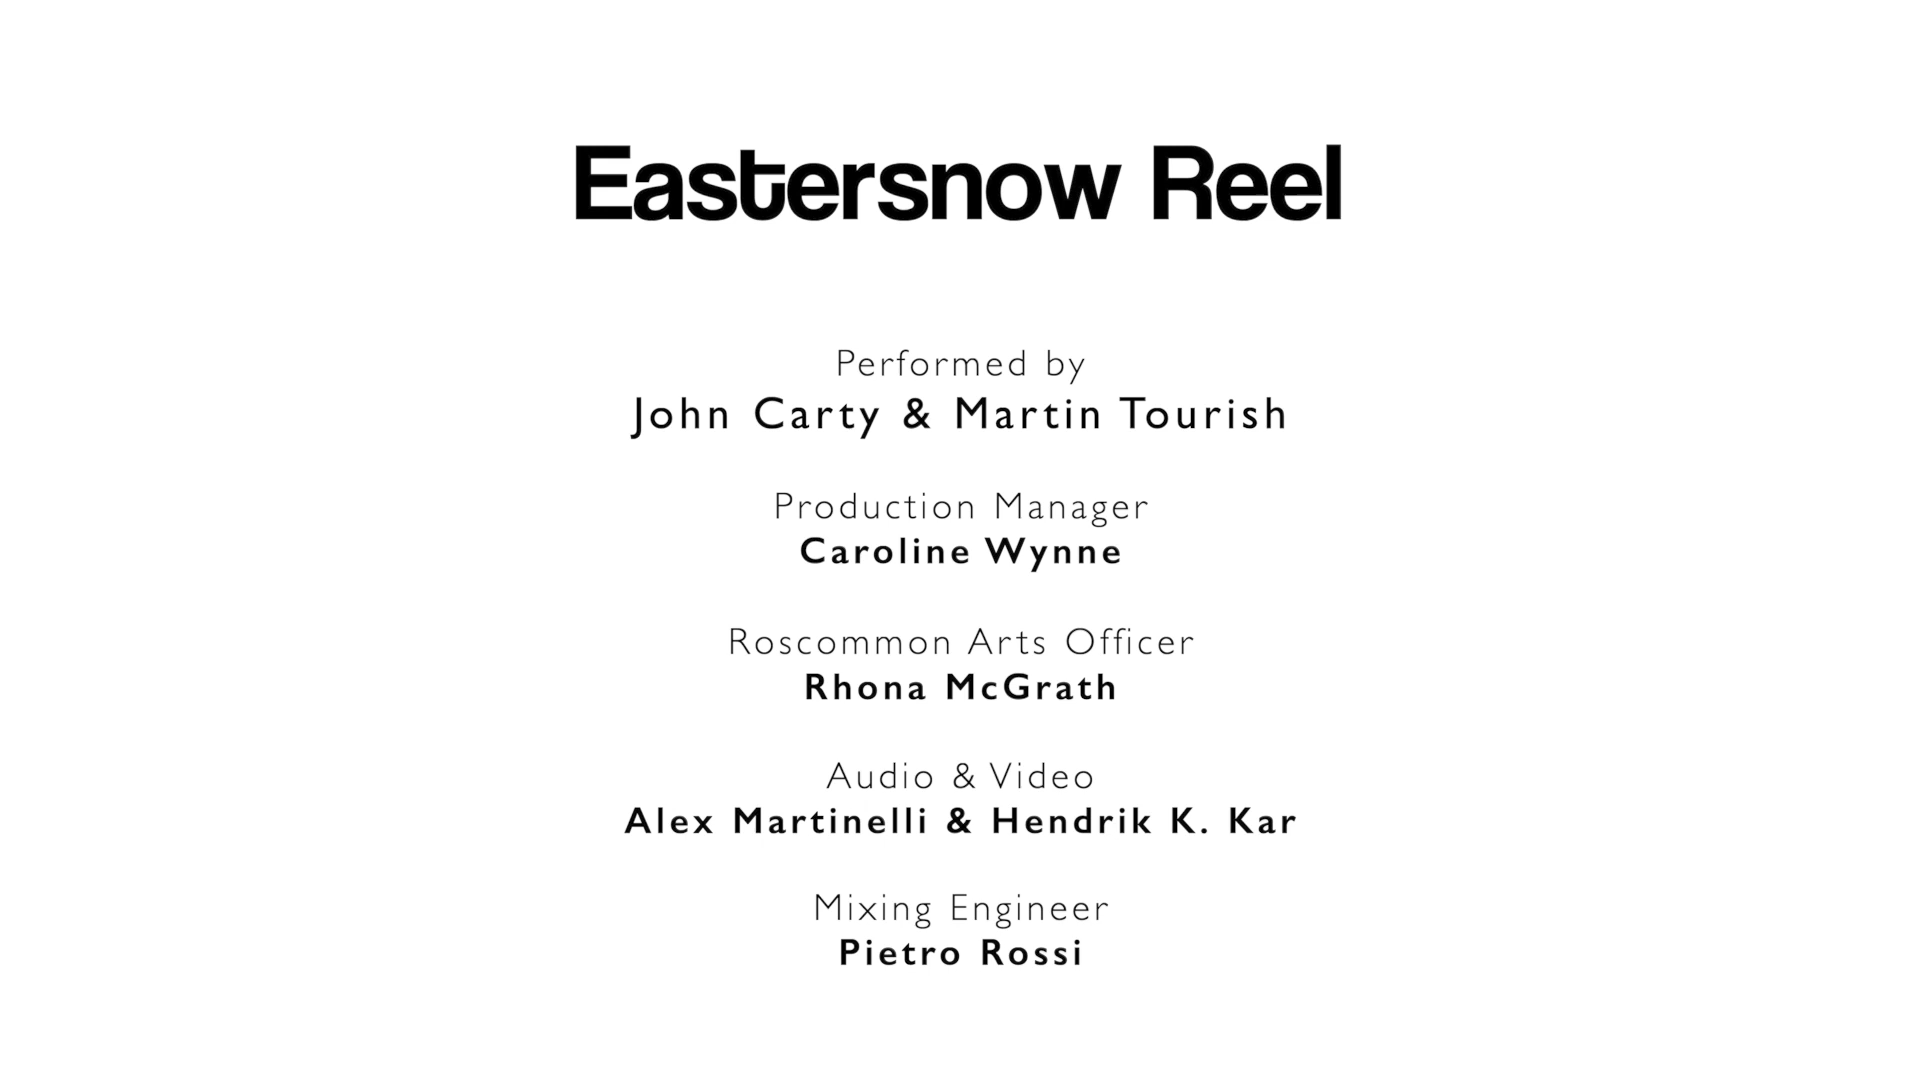 Eastersnow Reel
Performed by
John Carty & Martin Tourish
Production Manager
Caroline Wynne
Roscommon Arts Officer
Rhona McGrath
Audio & Video
Alex Martinelli & Hendrik K. Kar
Mixing Engineer
Pietro Rossi